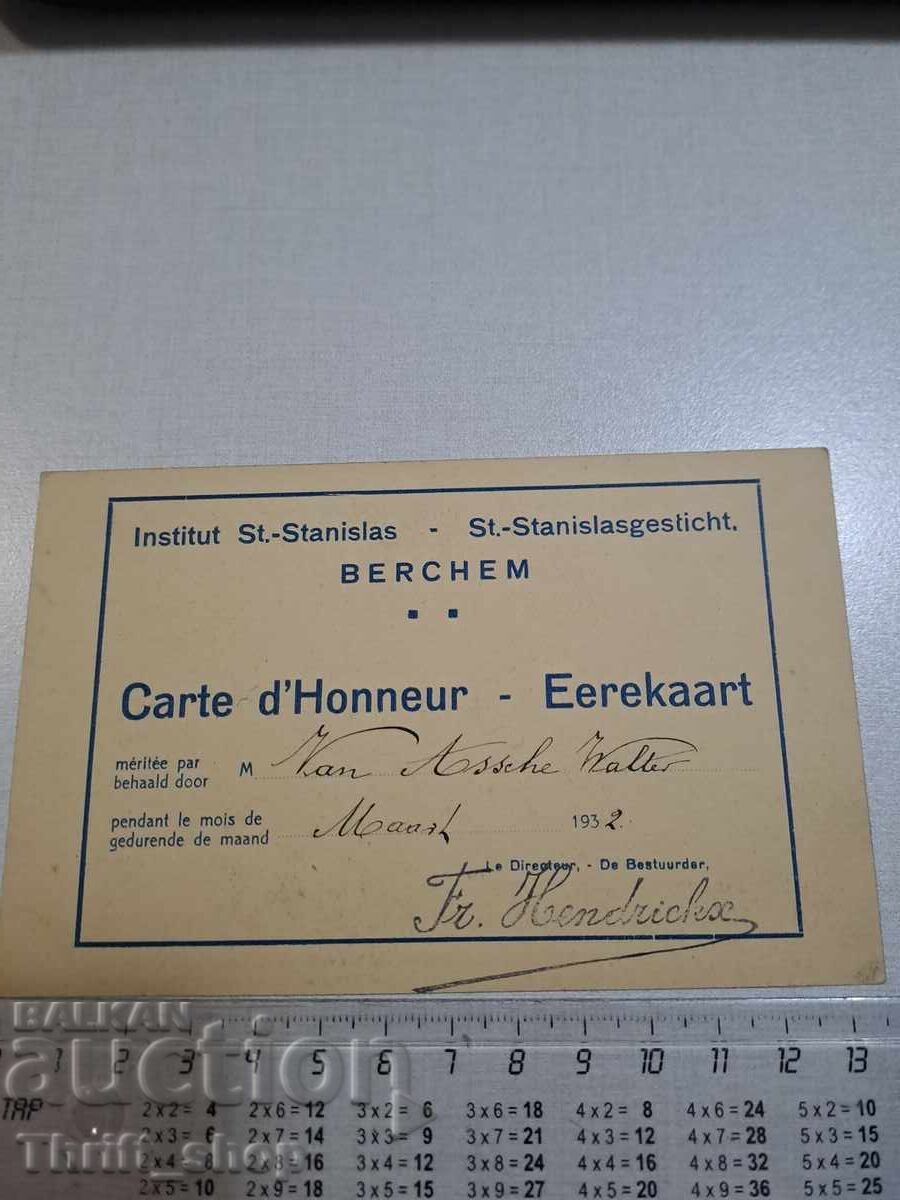 Institut St.-Stanislas - St.-Stanislasgesticht.
BERCHEM
Carte d'Honneur - Eerekaart
méritée par
behaald door M Van Assche Walter
pendant le mois de
gedurende de maand Maart 1932.
Le Directeur, - De Bestuurder,
Fr. Hendrickx
BALKAN
auction
Thrift-shop
1 2 3 4 5 6 7 8 9 10 11 12 13
TAP
2x2= 4 2x6=12 3x2= 6 3x6=18 4x2= 8 4x6=24 5x2=10
2x3= 6 2x7=14 3x3= 9 3x7=21 4x3=12 4x7=28 5x3=15
2x4= 8 2x8=16 3x4=12 3x8=24 4x4=16 4x8=32 5x4=20
2x5=10 2x9=18 3x5=15 3x9=27 4x5=20 4x9=36 5x5=25